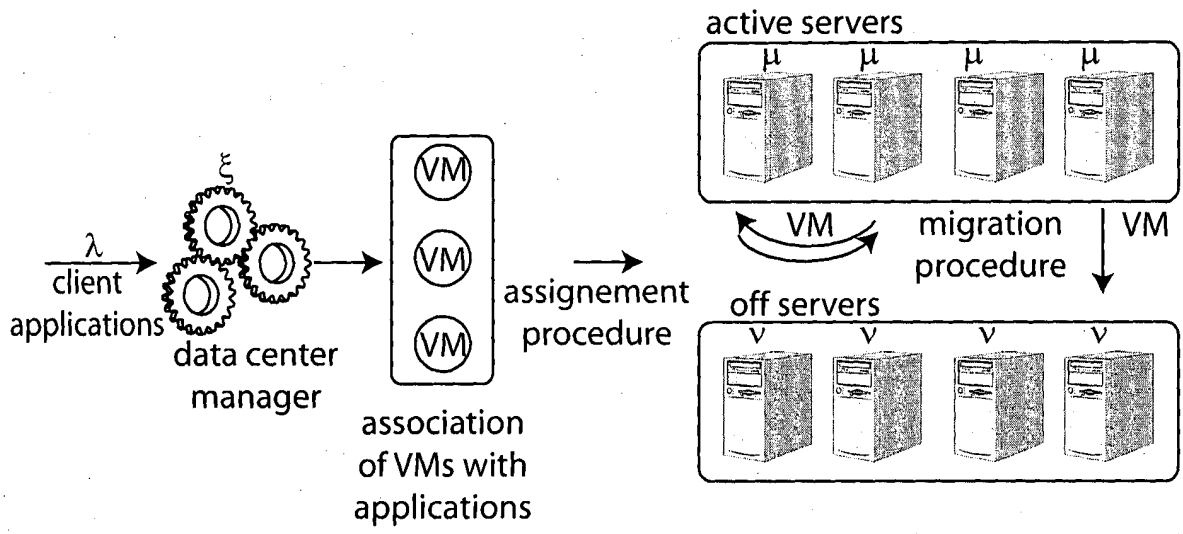 active servers
μ μ μ μ
ξ
VM
VM
VM
λ
client
applications
data center
manager
association
of VMs with
applications
assignement
procedure
VM
migration
procedure
VM
off servers
ν ν ν ν